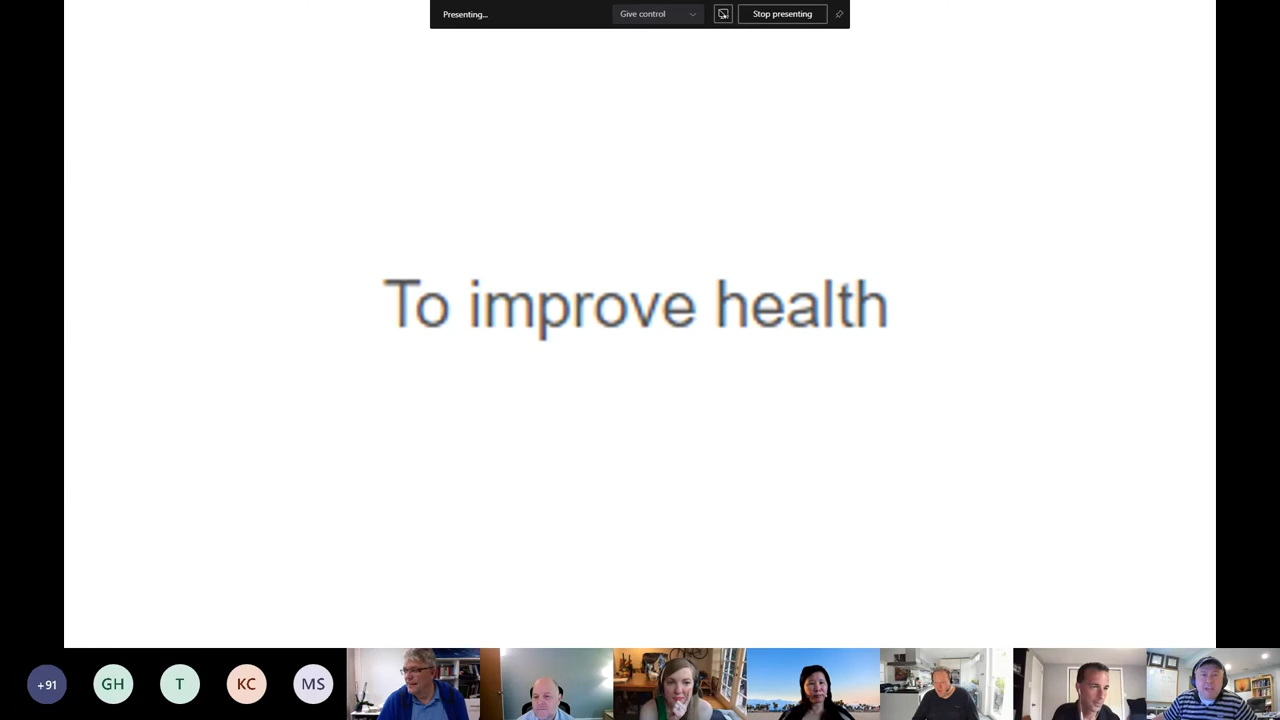 Presenting...
Give control
Stop presenting
To improve health
+91
GH
T
KC
MS